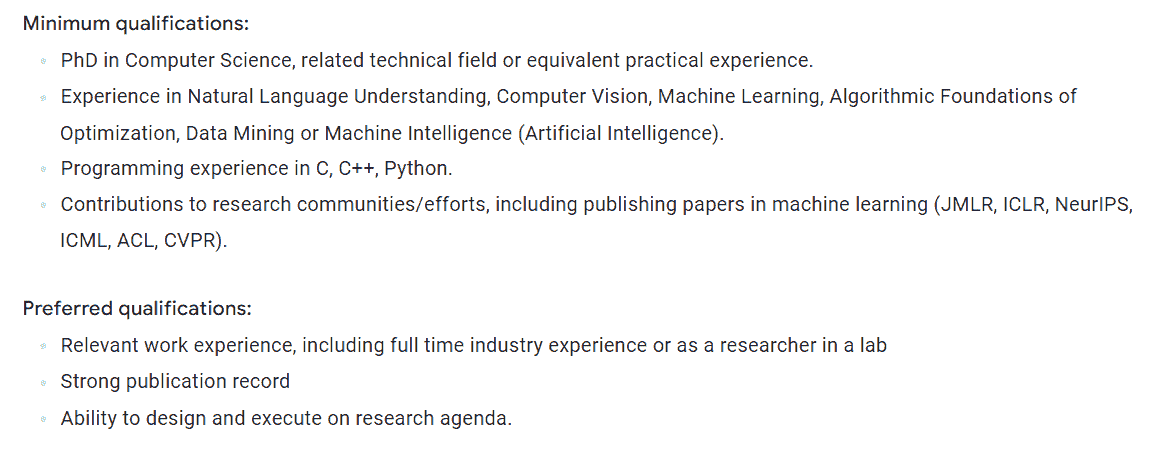 Minimum qualifications:
PhD in Computer Science, related technical field or equivalent practical experience.
Experience in Natural Language Understanding, Computer Vision, Machine Learning, Algorithmic Foundations of
Optimization, Data Mining or Machine Intelligence (Artificial Intelligence).
Programming experience in C, C++, Python.
Contributions to research communities/efforts, including publishing papers in machine learning (JMLR, ICLR, NeurIPS,
ICML, ACL, CVPR).
Preferred qualifications:
Relevant work experience, including full time industry experience or as a researcher in a lab
Strong publication record
Ability to design and execute on research agenda.